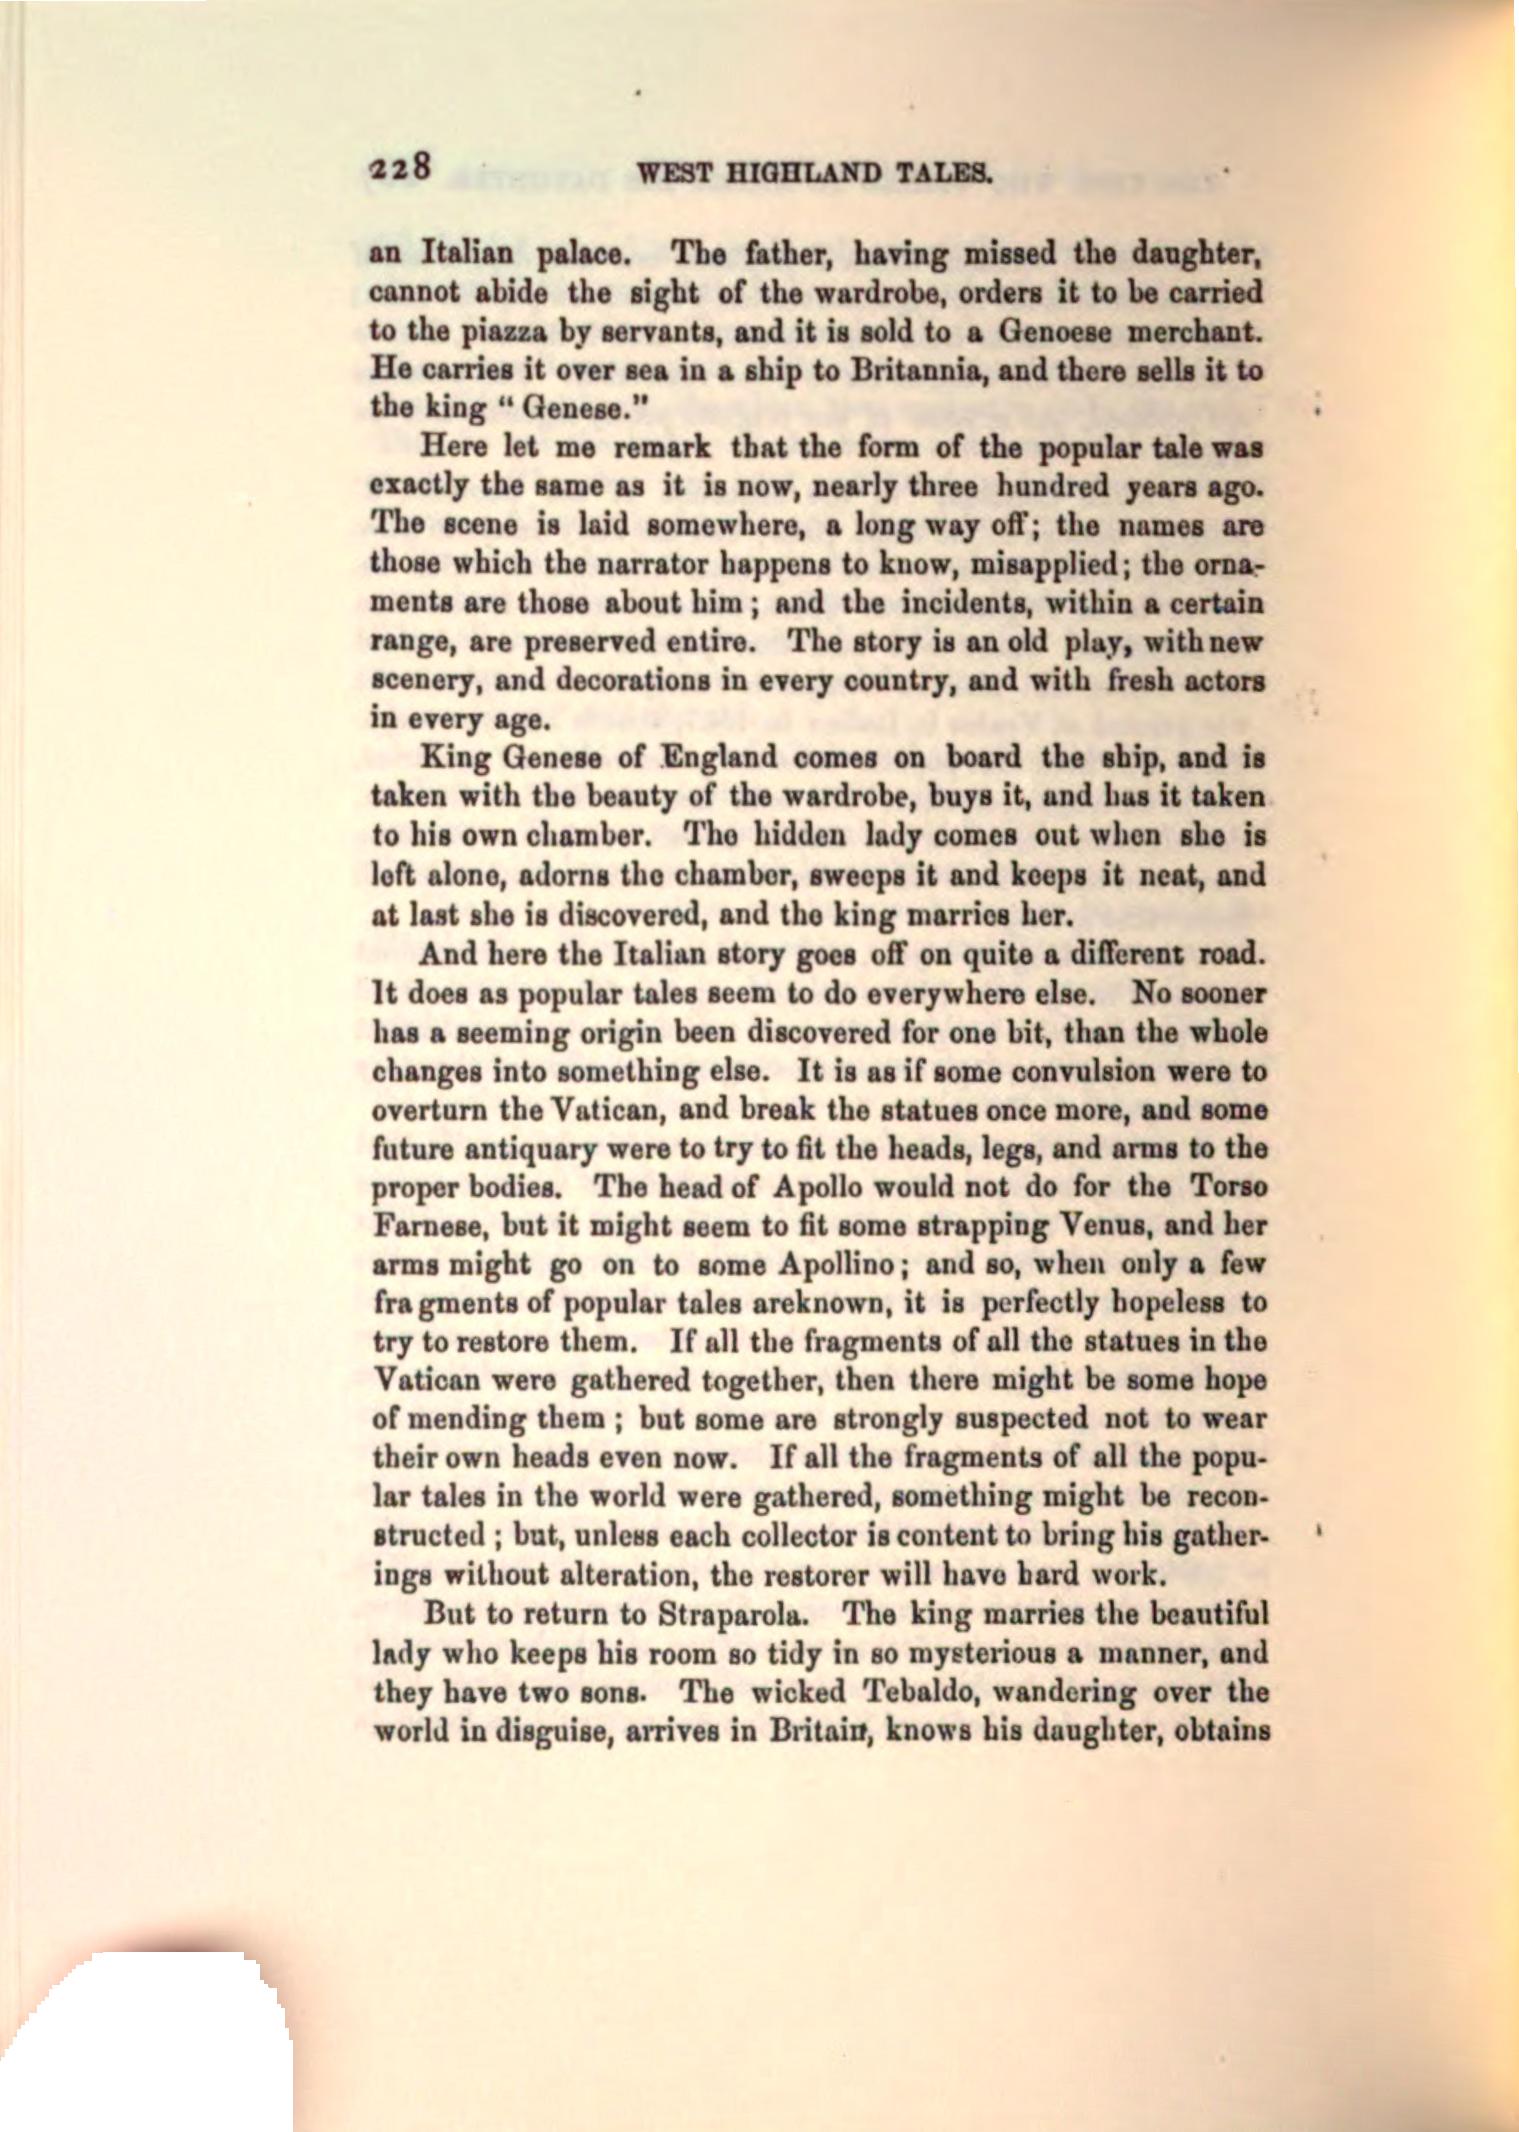 228 WEST HIGHLAND TALES.
an Italian palace. The father, having missed the daughter,
cannot abide the sight of the wardrobe, orders it to be carried
to the piazza by servants, and it is sold to a Genoese merchant.
He carries it over sea in a ship to Britannia, and there sells it to
the king " Genese."
Here let me remark that the form of the popular tale was
exactly the same as it is now, nearly three hundred years ago.
The scene is laid somewhere, a long way off; the names are
those which the narrator happens to know, misapplied; the orna-
ments are those about him ; and the incidents, within a certain
range, are preserved entire. The story is an old play, with new
scenery, and decorations in every country, and with fresh actors
in every age.
King Genese of England comes on board the ship, and is
taken with the beauty of the wardrobe, buys it, and has it taken
to his own chamber. The hidden lady comes out when she is
left alone, adorns the chamber, sweeps it and keeps it neat, and
at last she is discovered, and the king marries her.
And here the Italian story goes off on quite a different road.
It does as popular tales seem to do everywhere else. No sooner
has a seeming origin been discovered for one bit, than the whole
changes into something else. It is as if some convulsion were to
overturn the Vatican, and break the statues once more, and some
future antiquary were to try to fit the heads, legs, and arms to the
proper bodies. The head of Apollo would not do for the Torso
Farnese, but it might seem to fit some strapping Venus, and her
arms might go on to some Apollino ; and so, when only a few
fra gments of popular tales areknown, it is perfectly hopeless to
try to restore them. If all the fragments of all the statues in the
Vatican were gathered together, then there might be some hope
of mending them ; but some are strongly suspected not to wear
their own heads even now. If all the fragments of all the popu-
lar tales in the world were gathered, something might be recon-
structed ; but, unless each collector is content to bring his gather-
ings without alteration, the restorer will have hard work.
But to return to Straparola. The king marries the beautiful
lady who keeps his room so tidy in so mysterious a manner, and
they have two sons. The wicked Tebaldo, wandering over the
world in disguise, arrives in Britain, knows his daughter, obtains